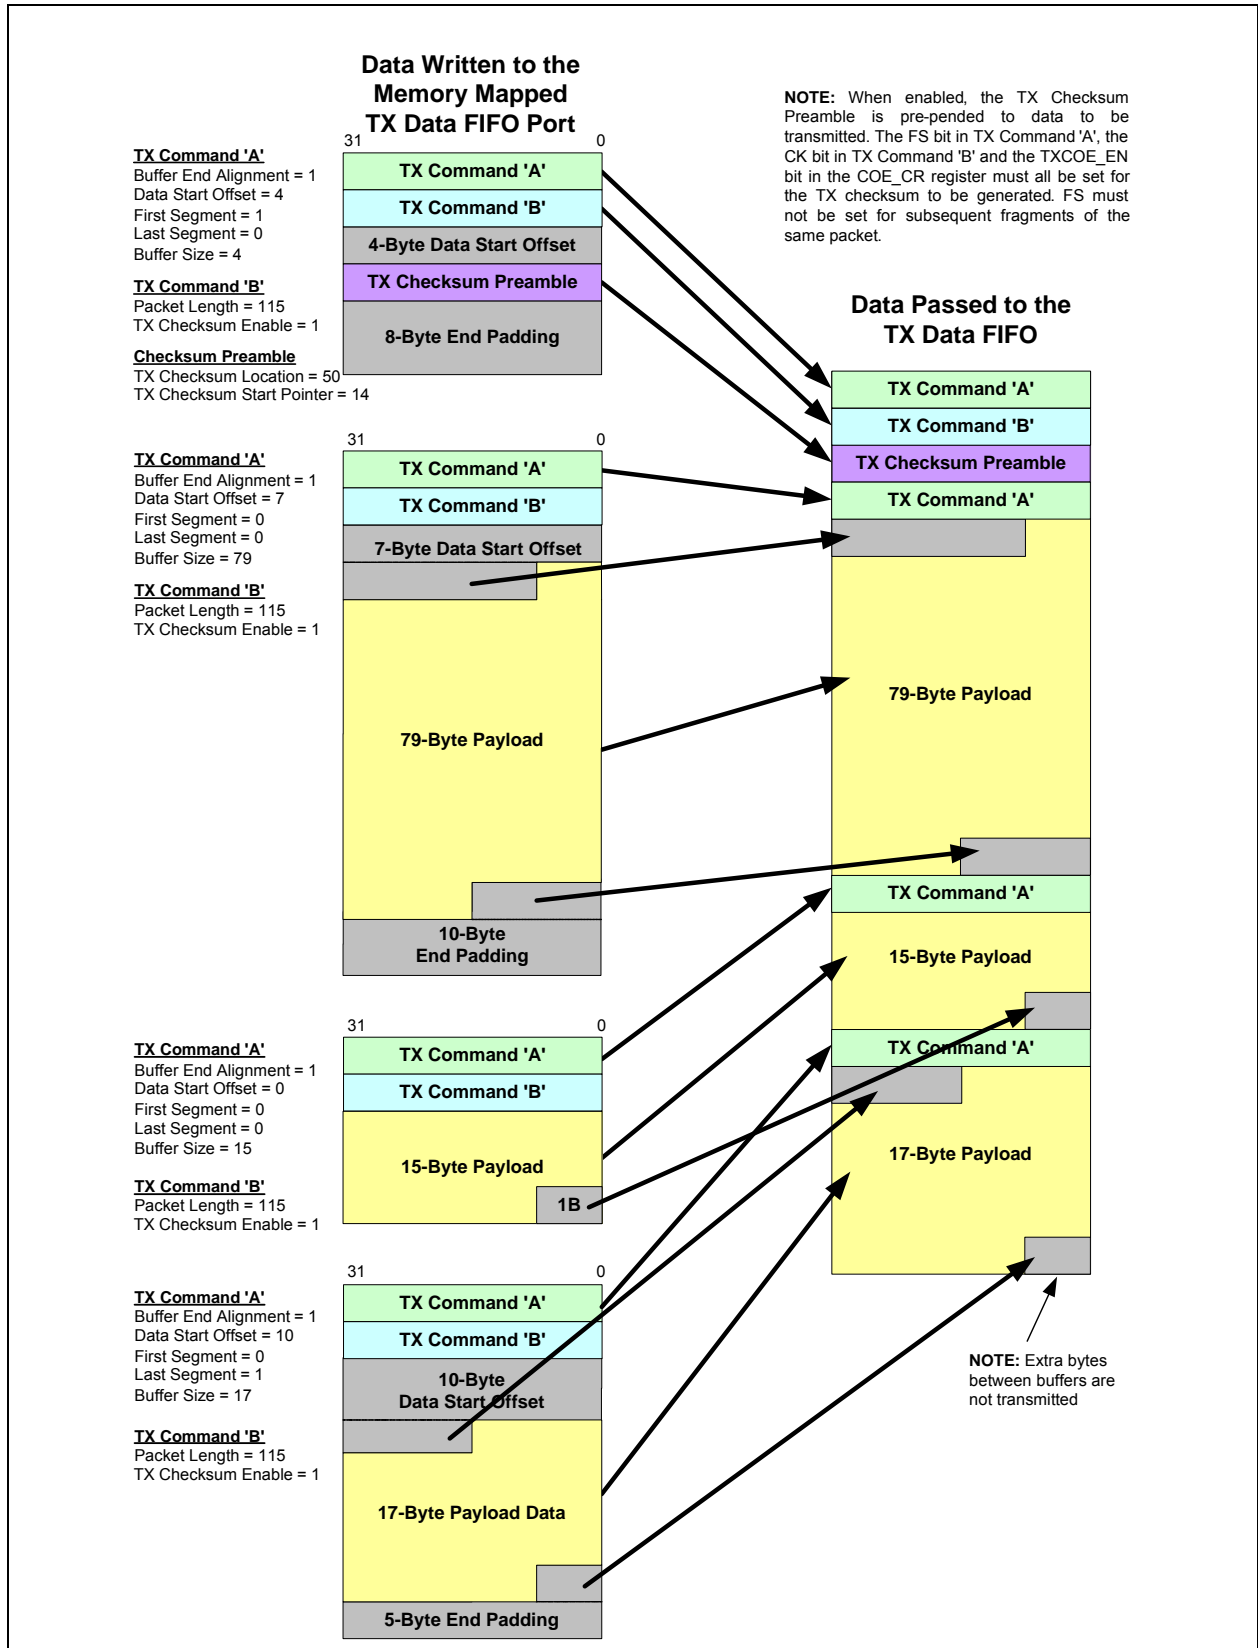 Data Written to the
Memory Mapped
TX Data FIFO Port
NOTE: When enabled, the TX Checksum
Preamble is pre-pended to data to be
transmitted. The FS bit in TX Command 'A', the
CK bit in TX Command 'B' and the TXCOE_EN
bit in the COE_CR register must all be set for
the TX checksum to be generated. FS must
not be set for subsequent fragments of the
same packet.
31 0
TX Command 'A'
Buffer End Alignment = 1
Data Start Offset = 4
First Segment = 1
Last Segment = 0
Buffer Size = 4
TX Command 'B'
Packet Length = 115
TX Checksum Enable = 1
Checksum Preamble
TX Checksum Location = 50
TX Checksum Start Pointer = 14
TX Command 'A'
TX Command 'B'
4-Byte Data Start Offset
TX Checksum Preamble
8-Byte End Padding
31 0
TX Command 'A'
Buffer End Alignment = 1
Data Start Offset = 7
First Segment = 0
Last Segment = 0
Buffer Size = 79
TX Command 'B'
Packet Length = 115
TX Checksum Enable = 1
TX Command 'A'
TX Command 'B'
7-Byte Data Start Offset
79-Byte Payload
10-Byte
End Padding
31 0
TX Command 'A'
Buffer End Alignment = 1
Data Start Offset = 0
First Segment = 0
Last Segment = 0
Buffer Size = 15
TX Command 'B'
Packet Length = 115
TX Checksum Enable = 1
TX Command 'A'
TX Command 'B'
15-Byte Payload
1B
31 0
TX Command 'A'
Buffer End Alignment = 1
Data Start Offset = 10
First Segment = 0
Last Segment = 1
Buffer Size = 17
TX Command 'B'
Packet Length = 115
TX Checksum Enable = 1
TX Command 'A'
TX Command 'B'
10-Byte
Data Start Offset
17-Byte Payload Data
5-Byte End Padding
Data Passed to the
TX Data FIFO
TX Command 'A'
TX Command 'B'
TX Checksum Preamble
TX Command 'A'
79-Byte Payload
TX Command 'A'
15-Byte Payload
TX Command 'A'
17-Byte Payload
NOTE: Extra bytes
between buffers are
not transmitted